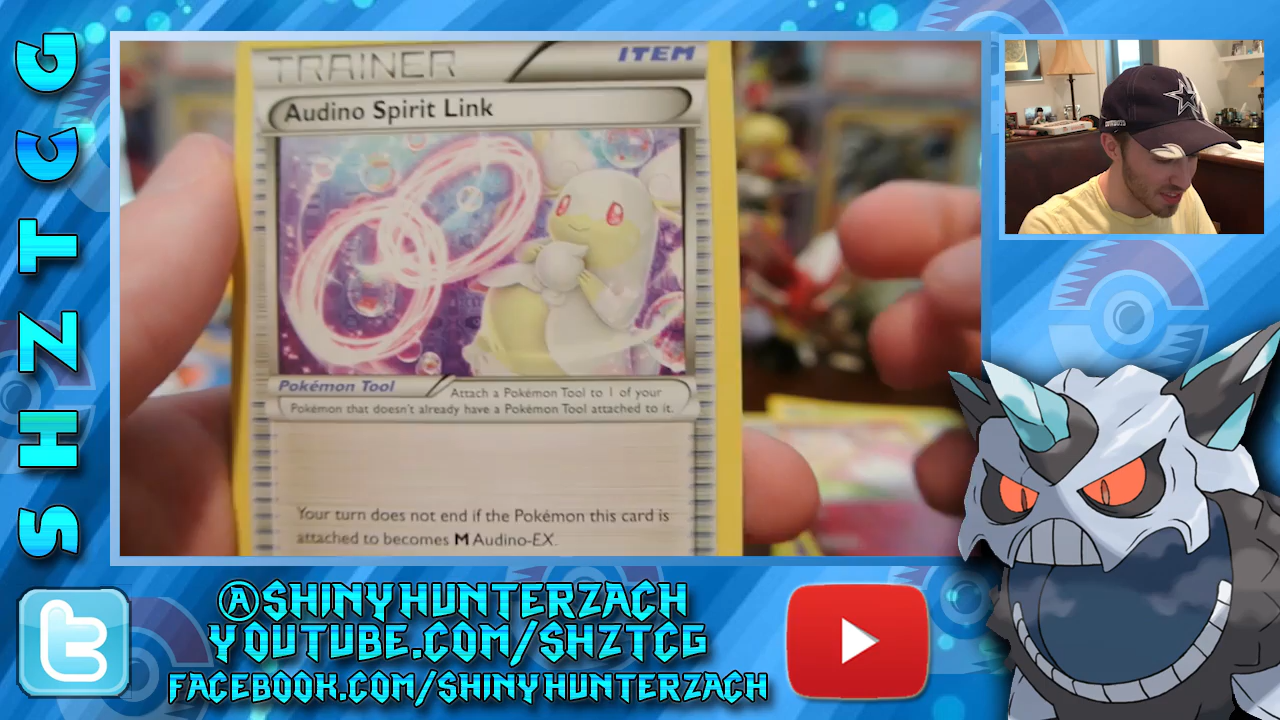 SHZTCG
TRAINER
ITEM
Audino Spirit Link
Pokémon Tool
Attach a Pokémon Tool to 1 of your
Pokémon that doesn't already have a Pokémon Tool attached to it.
Your turn does not end if the Pokémon this card is
attached to becomes M Audino-EX.
@SHINYHUNTERZACH
YOUTUBE.COM/SHZTCG
FACEBOOK.COM/SHINYHUNTERZACH